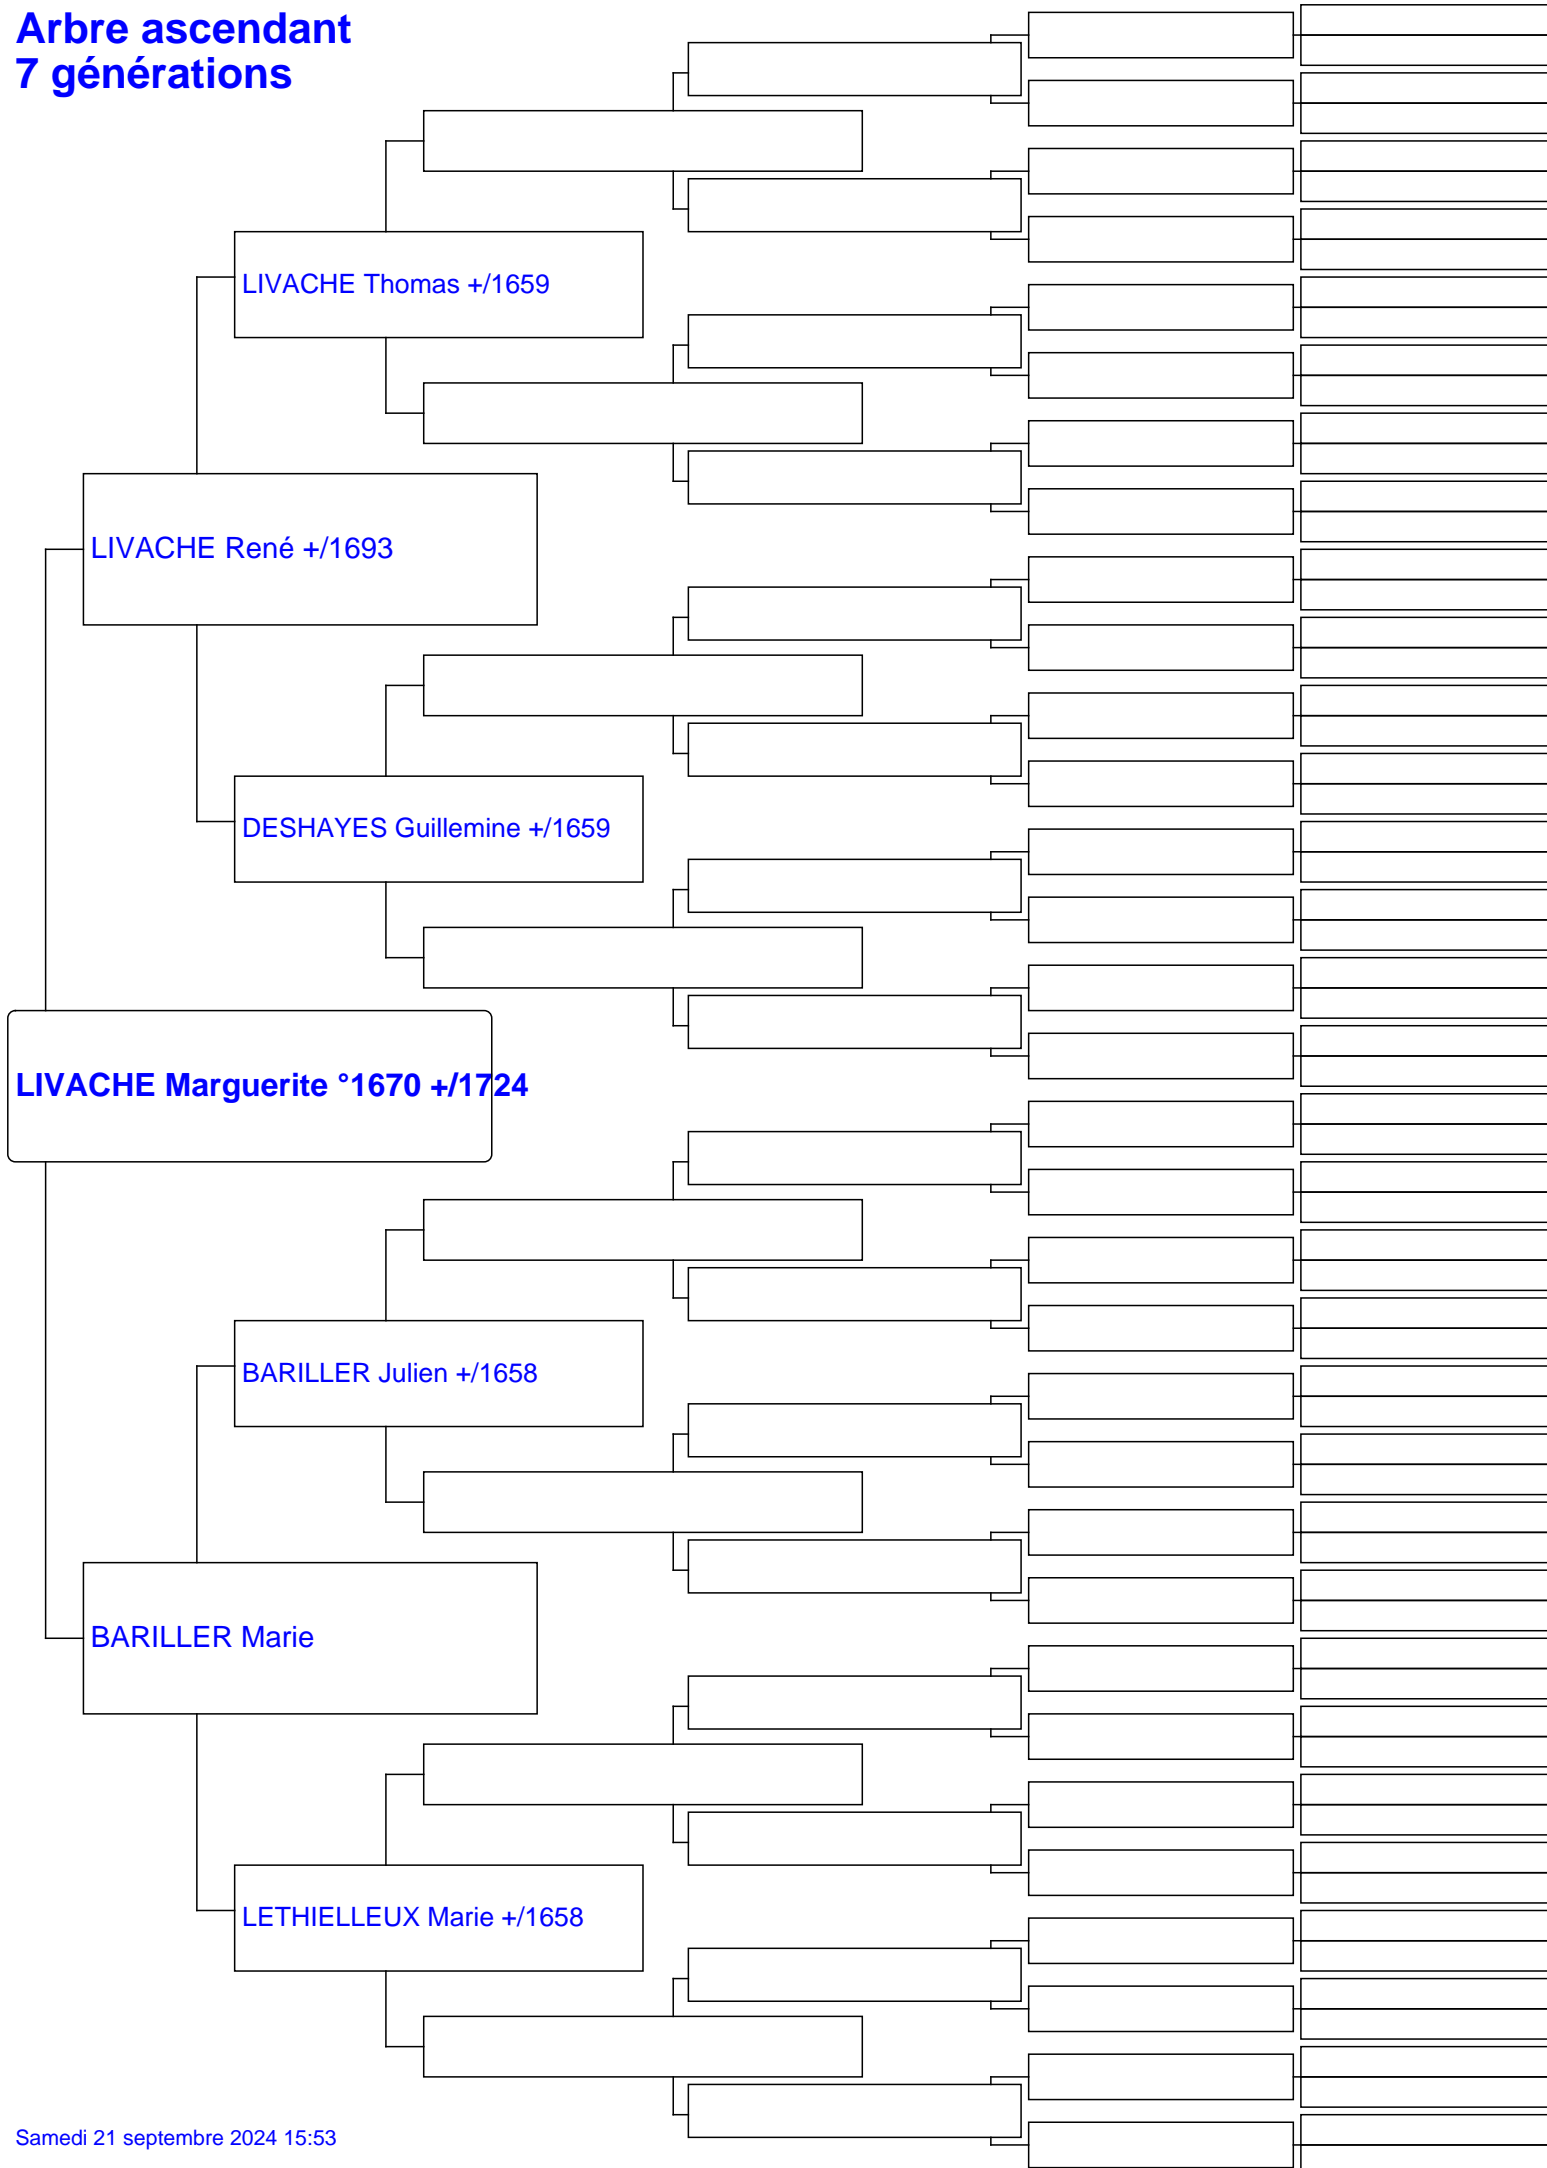 Arbre ascendant
7 générations
LIVACHE Thomas +/1659
LIVACHE René +/1693
DESHAYES Guillemine +/1659
LIVACHE Marguerite °1670 +/1724
BARILLER Julien +/1658
BARILLER Marie
LETHIELLEUX Marie +/1658
Samedi 21 septembre 2024 15:53